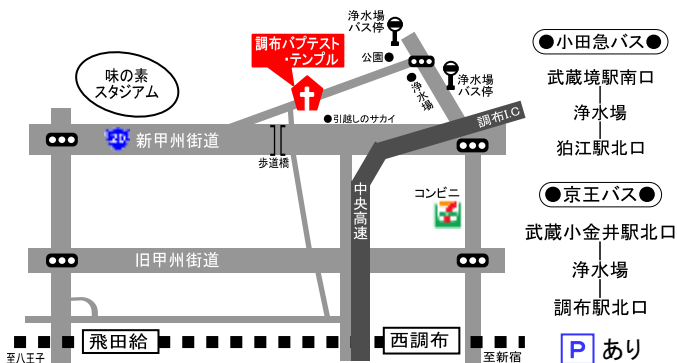 浄水場
バス停
公園●
調布バプテスト
・テンプル
味の素
スタジアム
浄水場
バス停
●浄水場
●引越しのサカイ
調布I.C
20
新甲州街道
歩道橋
中央高速
コンビニ
7
旧甲州街道
飛田給
西調布
至八王子
至新宿
●小田急バス●
武蔵境駅南口
浄水場
狛江駅北口
●京王バス●
武蔵小金井駅北口
浄水場
調布駅北口
P あり